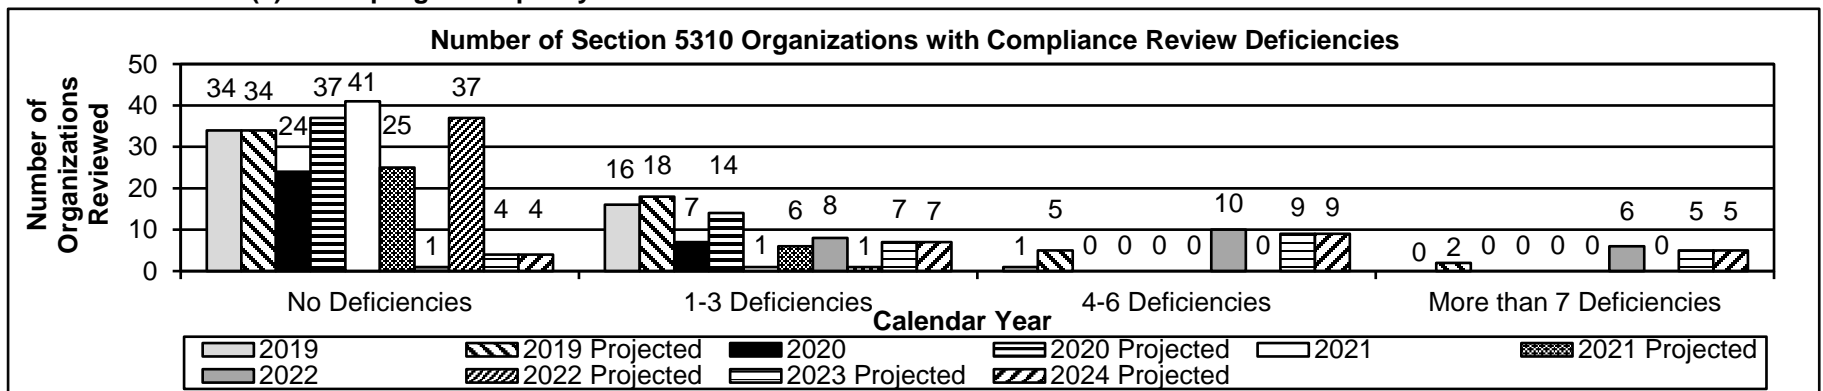 Number of Section 5310 Organizations with Compliance Review Deficiencies
Number of
Organizations
Reviewed
50
40
30
20
10
0
34 34 24 37 41 25 1 37 4 4
16 18 7 14 1 6 8 1 7 7
1 5 0 0 0 0 10 0 9 9
0 2 0 0 0 0 6 0 5 5
No Deficiencies 1-3 Deficiencies 4-6 Deficiencies More than 7 Deficiencies
Calendar Year
2019 2019 Projected 2020 2020 Projected 2021 2021 Projected
2022 2022 Projected 2023 Projected 2024 Projected